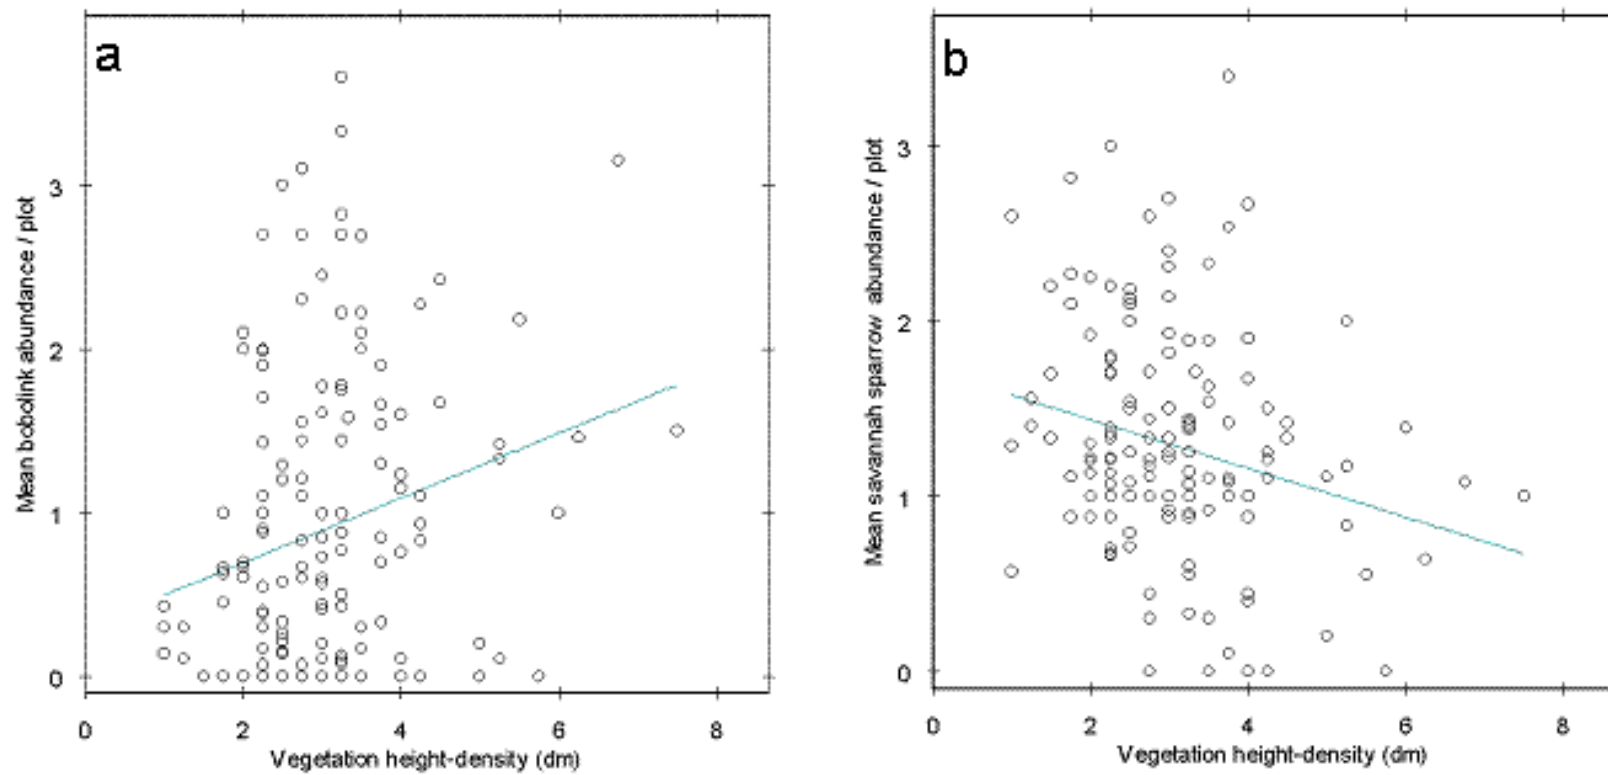 a
3
2
1
0
0 2 4 6 8
Mean bobolink abundance / plot
Vegetation height-density (dm)
b
3
2
1
0
0 2 4 6 8
Mean savannah sparrow abundance / plot
Vegetation height-density (dm)